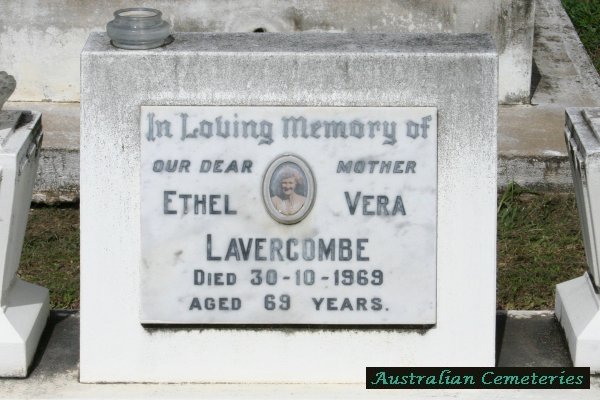 In Loving Memory of
OUR DEAR MOTHER
ETHEL VERA
LAVERCOMBE
DIED 30-10-1969
AGED 69 YEARS.
Australian Cemeteries